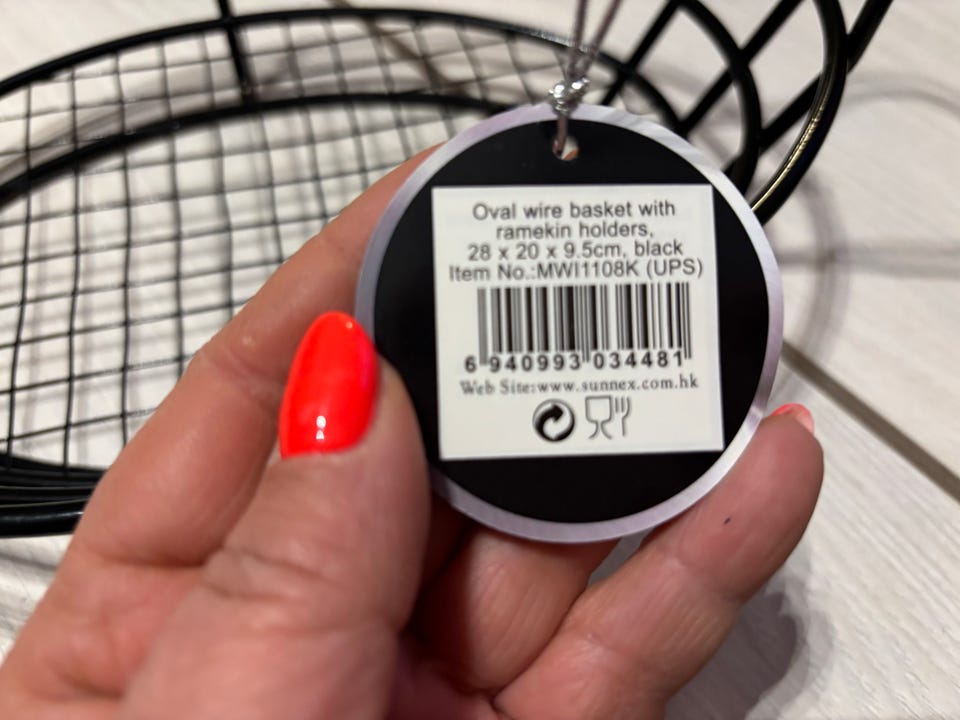 Oval wire basket with
ramekin holders,
28 x 20 x 9.5cm, black
Item No.:MWI1108K (UPS)
6 940993 034481
Web Site:www.sunnex.com.hk